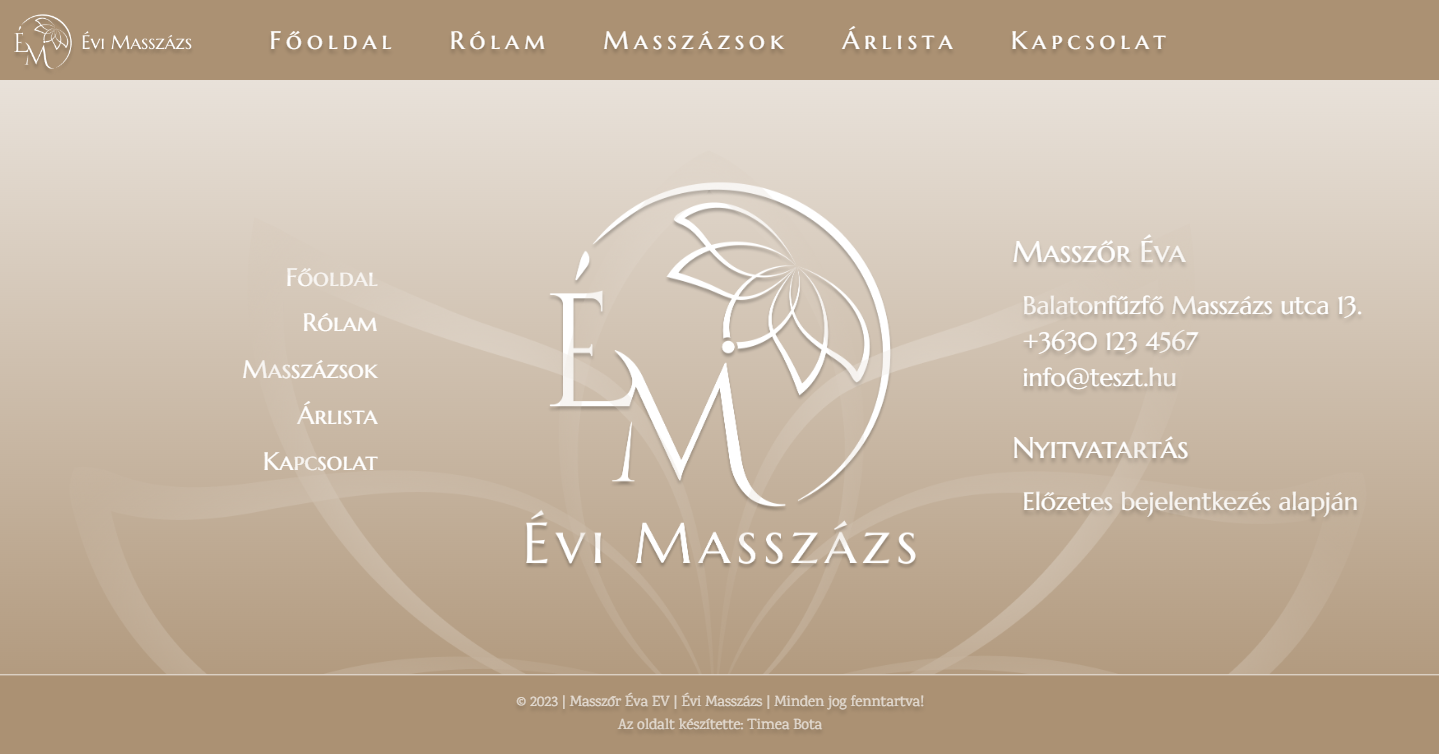 ÉM Évi Masszázs Főoldal Rólam Masszázsok Árlista Kapcsolat
Főoldal
Rólam
Masszázsok
Árlista
Kapcsolat
ÉM
Évi Masszázs
Masszőr Éva
Balatonfűzfő Masszázs utca 13.
+3630 123 4567
info@teszt.hu
Nyitvatartás
Előzetes bejelentkezés alapján
© 2023 | Masszőr Éva EV | Évi Masszázs | Minden jog fenntartva!
Az oldalt készítette: Timea Bota